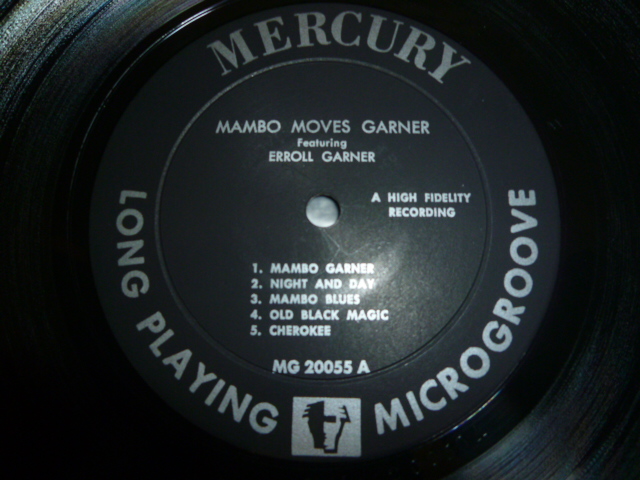 MERCURY
MAMBO MOVES GARNER
Featuring
ERROLL GARNER
A HIGH FIDELITY
RECORDING
1. MAMBO GARNER
2. NIGHT AND DAY
3. MAMBO BLUES
4. OLD BLACK MAGIC
5. CHEROKEE
MG 20055 A
LONG PLAYING MICROGROOVE